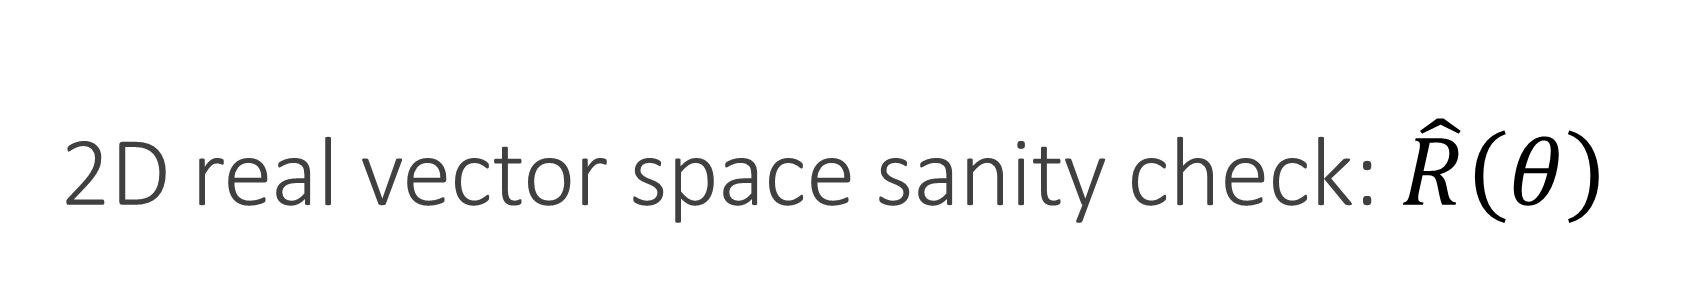 2D real vector space sanity check: R̂(θ)